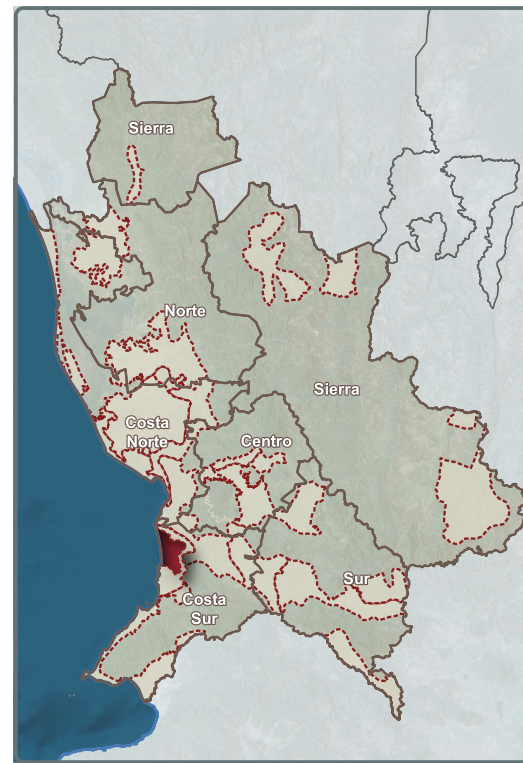 Sierra
Norte
Sierra
Costa
Norte
Centro
Sur
Costa
Sur